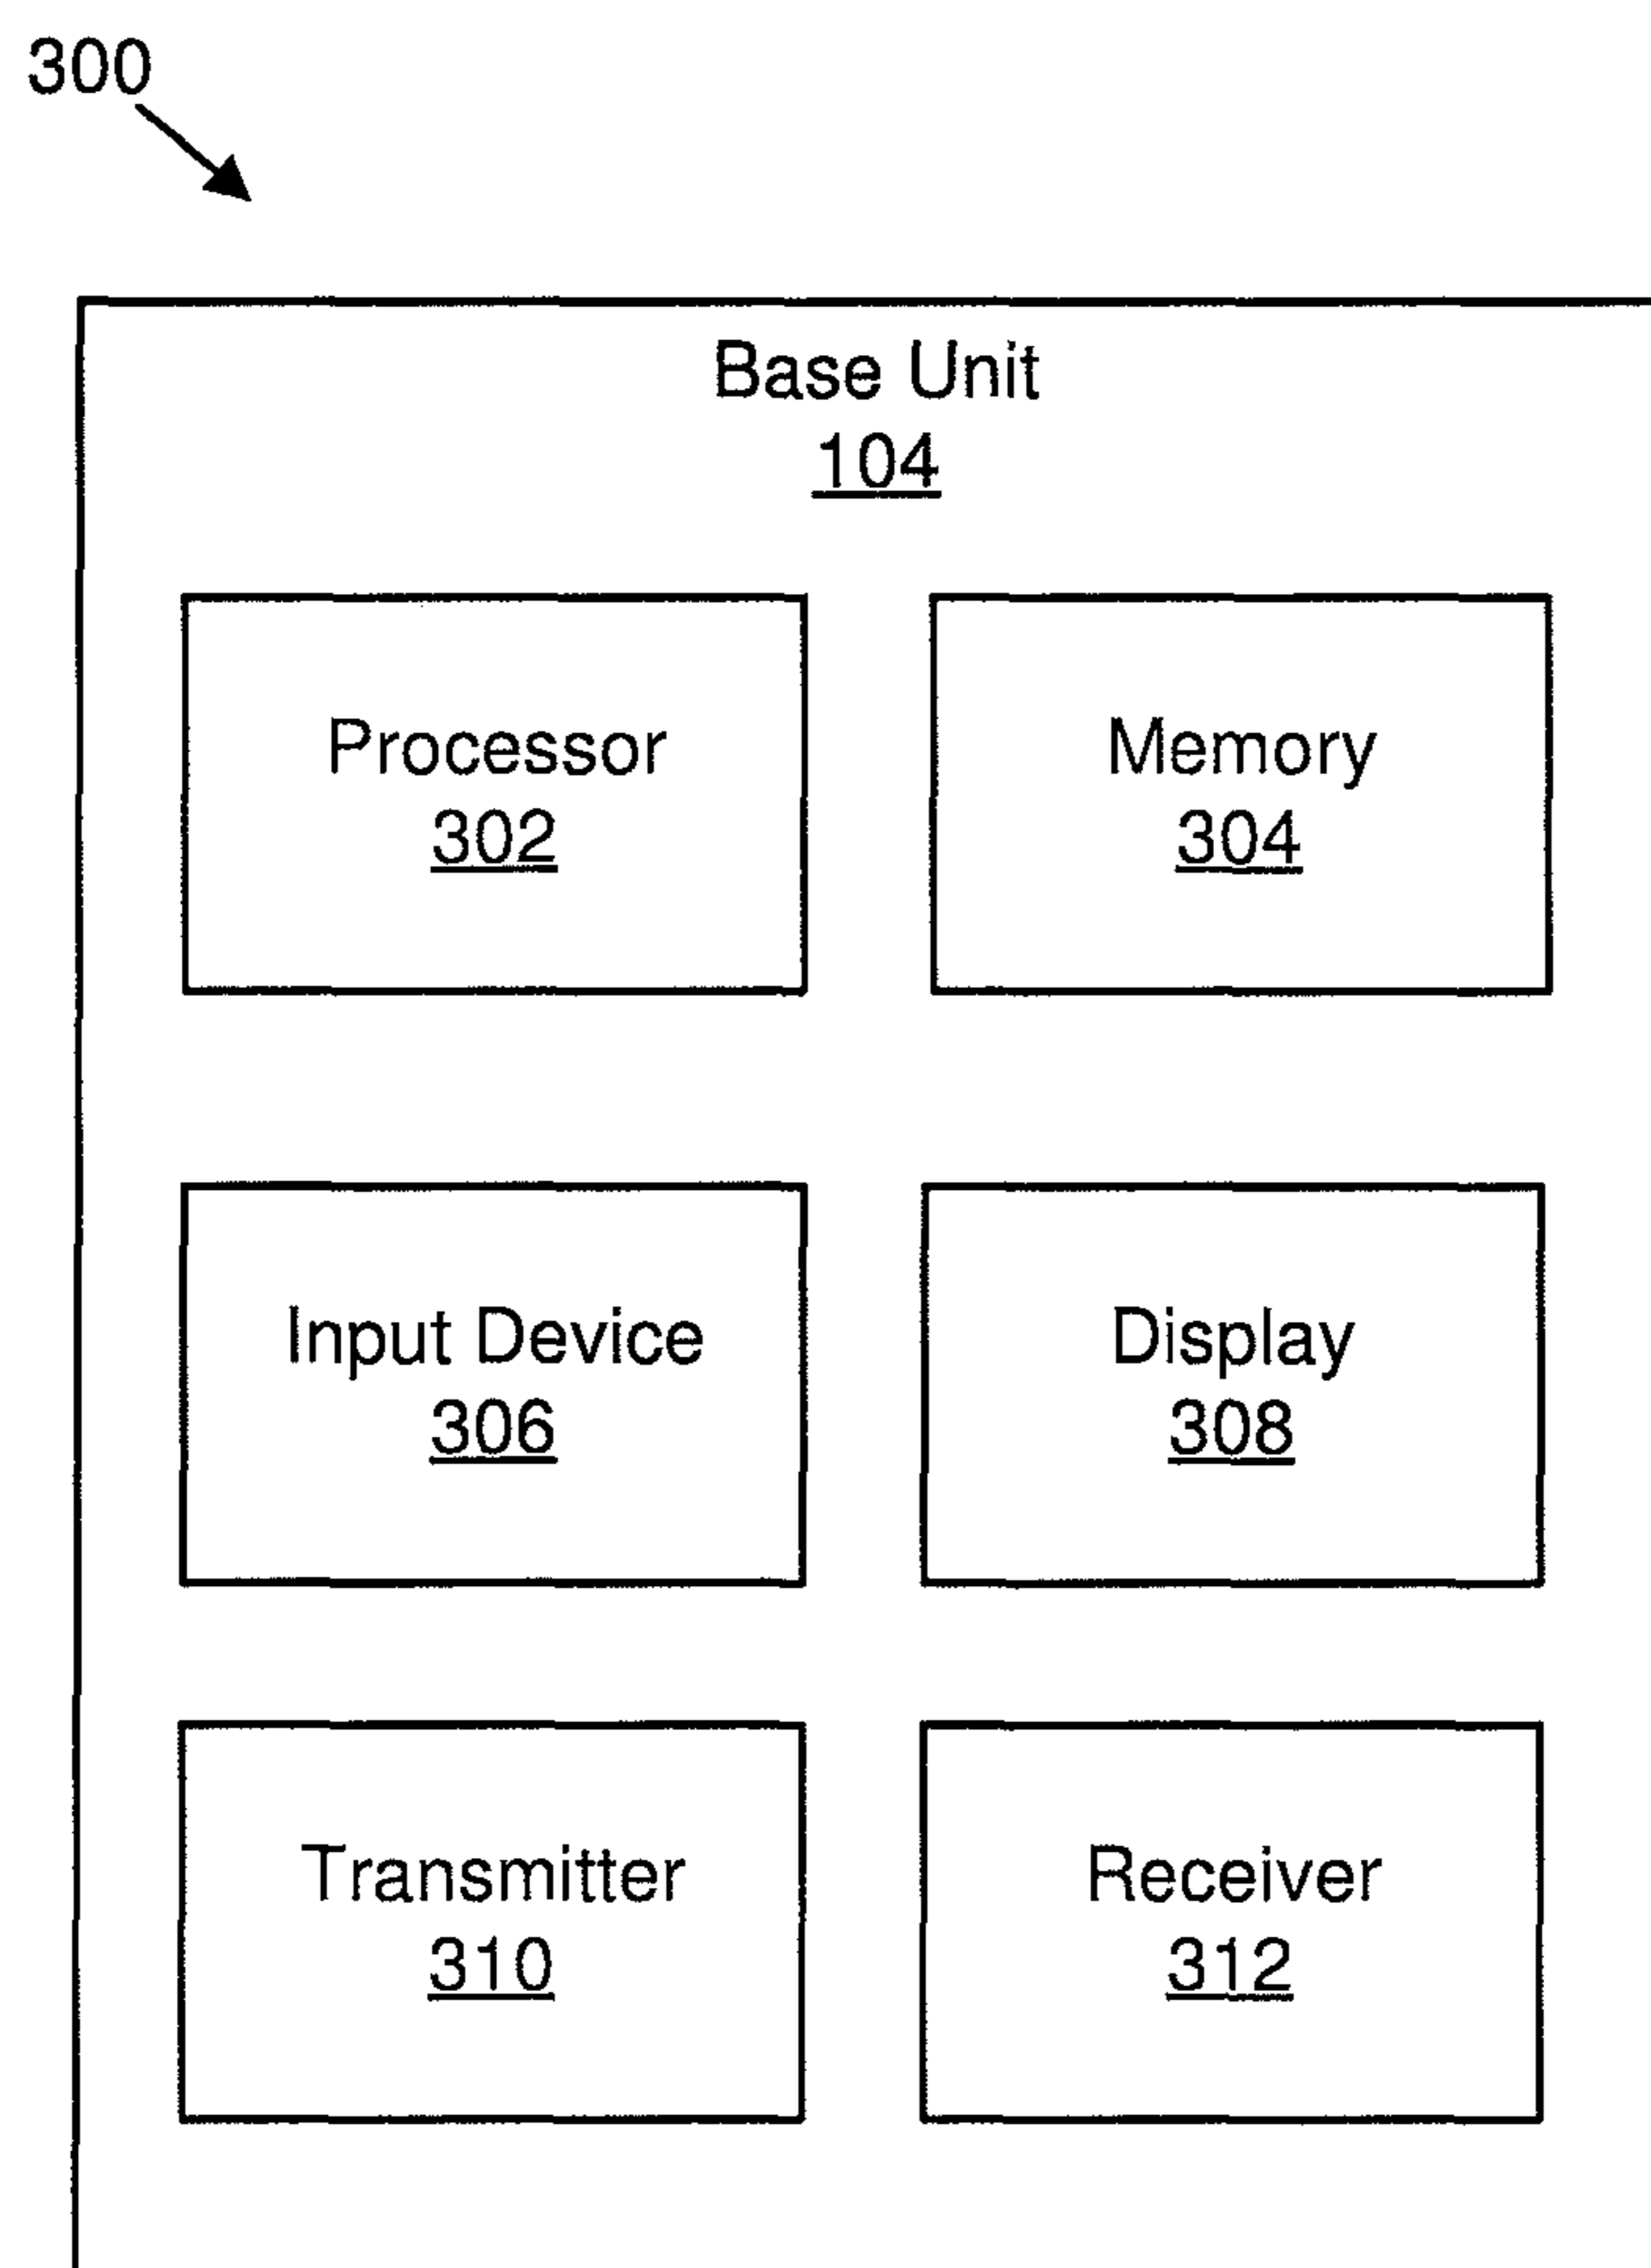 300
Base Unit
104
Processor
302
Memory
304
Input Device
306
Display
308
Transmitter
310
Receiver
312